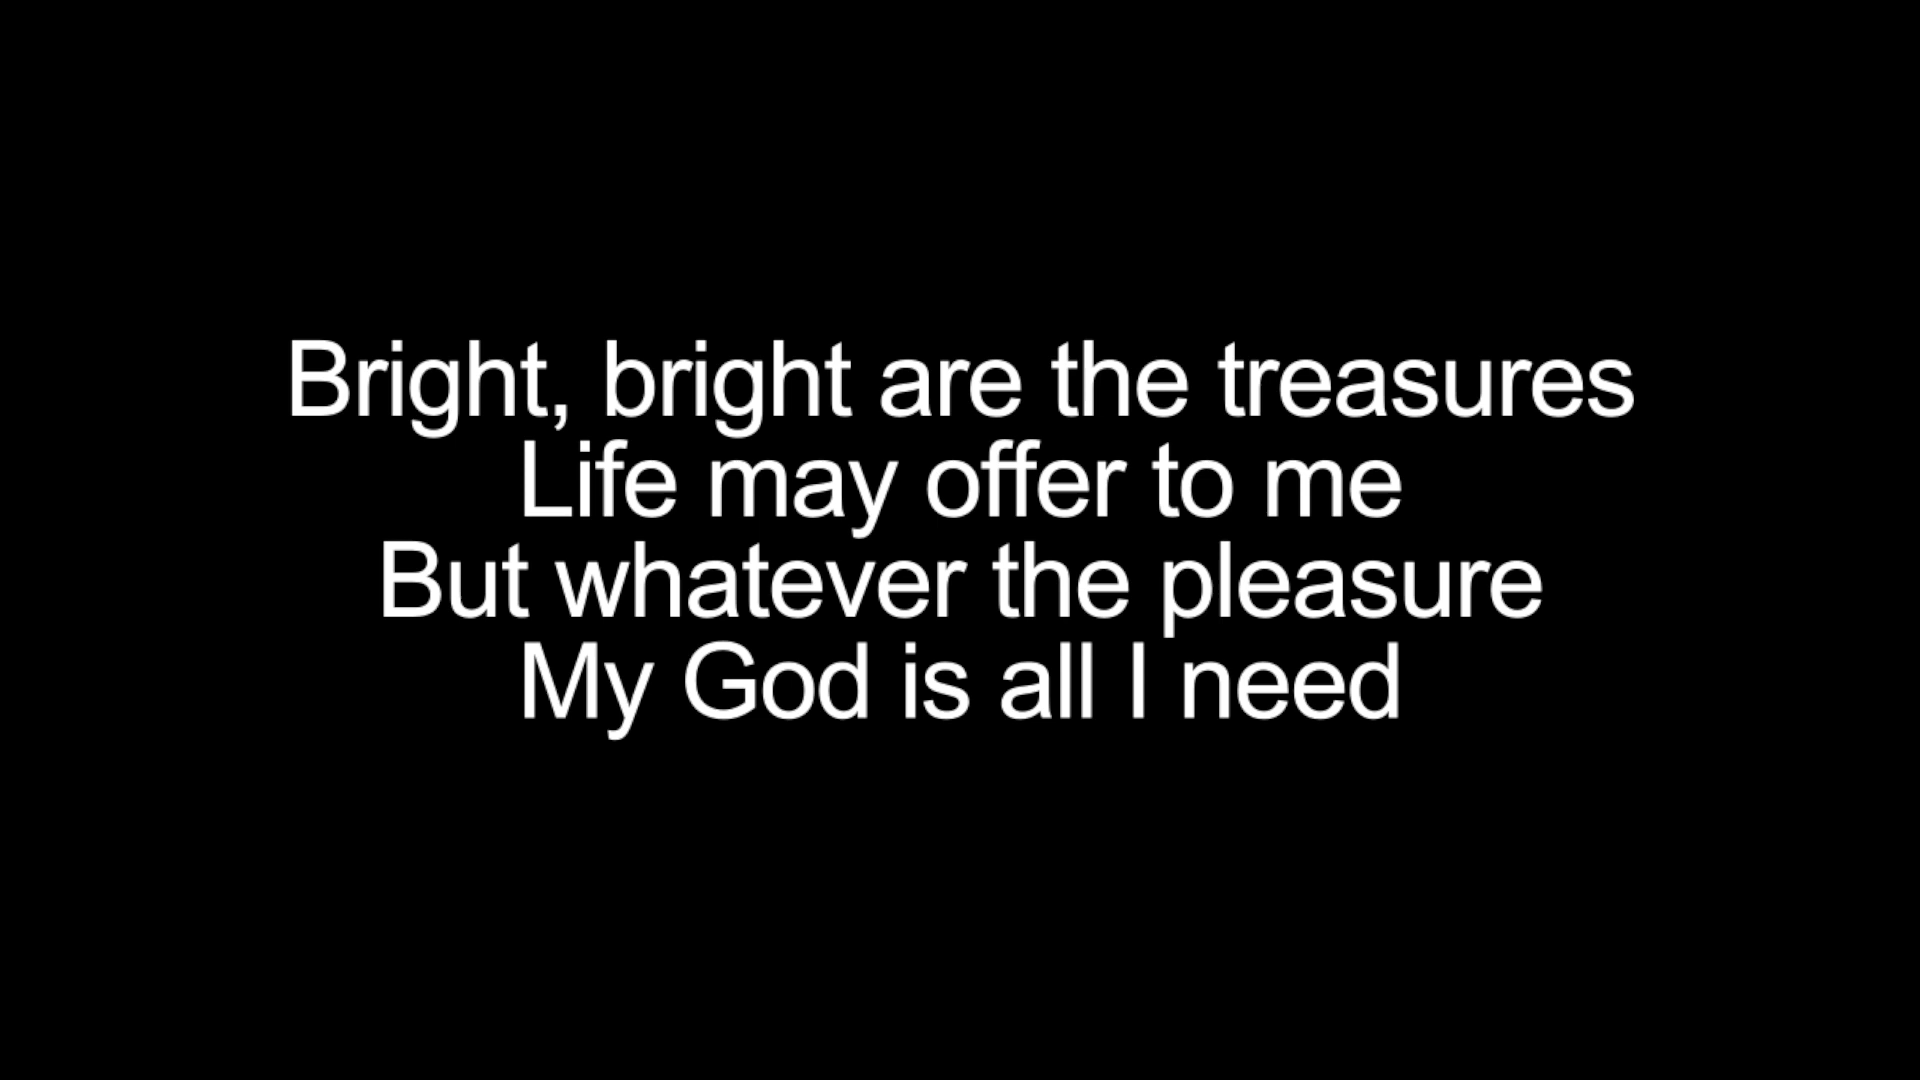 Bright, bright are the treasures
Life may offer to me
But whatever the pleasure
My God is all I need